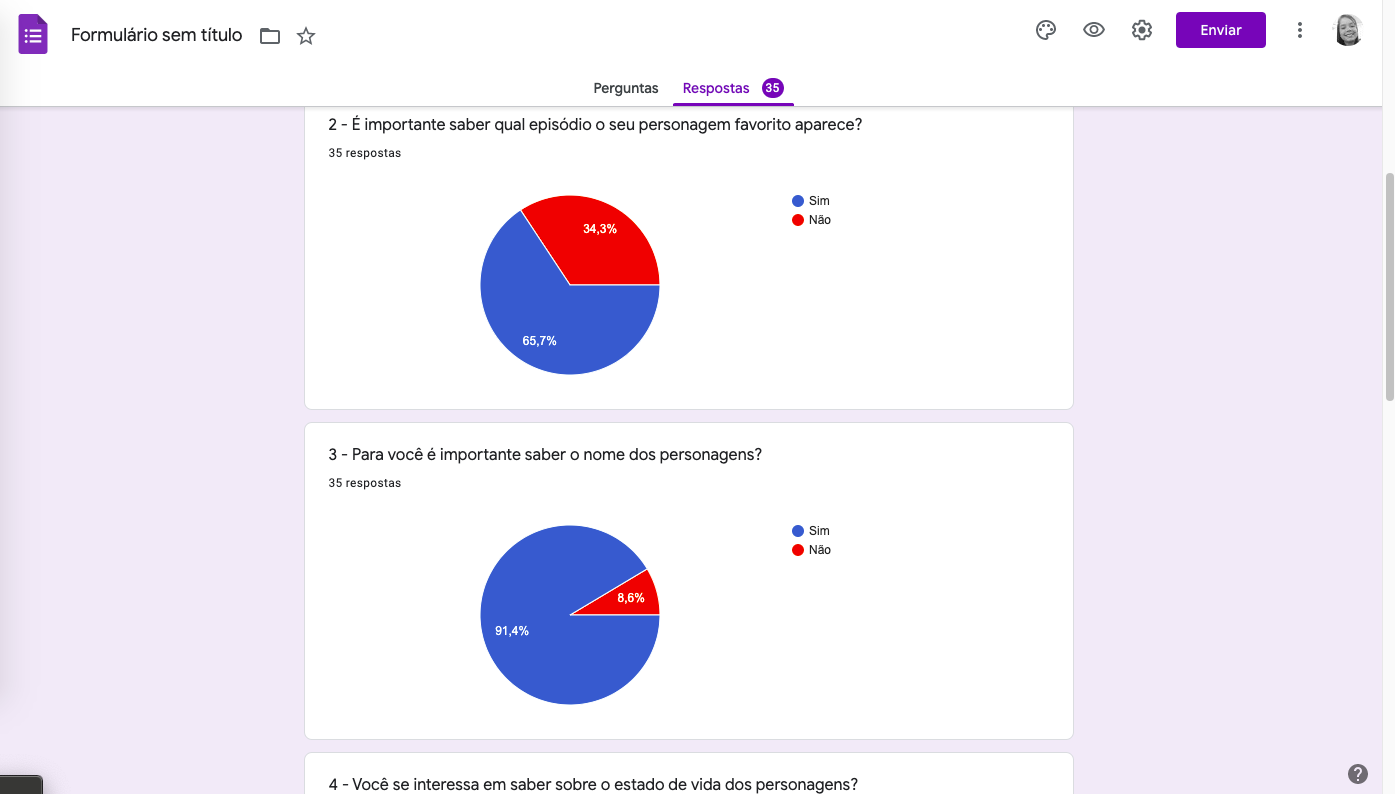 Formulário sem título
Enviar
Perguntas
Respostas 35
2 - É importante saber qual episódio o seu personagem favorito aparece?
35 respostas
Sim
Não
34,3%
65,7%
3 - Para você é importante saber o nome dos personagens?
35 respostas
Sim
Não
8,6%
91,4%
4 - Você se interessa em saber sobre o estado de vida dos personagens?